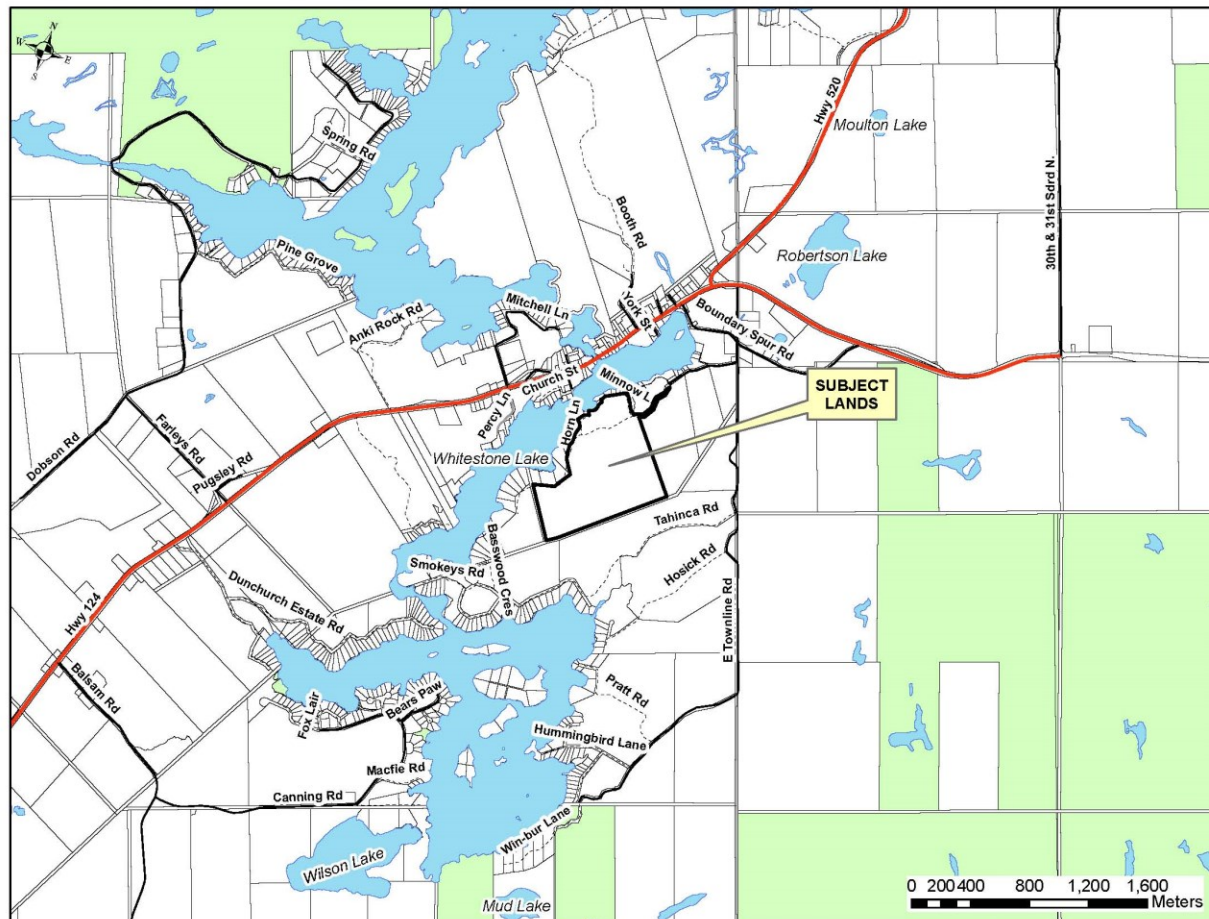 N
W
E
S
Spring Rd
Hwy 520
Moulton Lake
30th & 31st Sdrd N.
Booth Rd
Pine Grove
Robertson Lake
Mitchell Ln
York St
Anki Rock Rd
Boundary Spur Rd
Church St
Minnow L
SUBJECT
LANDS
Percy Ln
Horn Ln
Farleys Rd
Dobson Rd
Whitestone Lake
Pugsley Rd
Tahinca Rd
Basswood Cres
Smokeys Rd
Hosick Rd
Dunchurch Estate Rd
Hwy 124
E Townline Rd
Balsam Rd
Pratt Rd
Fox Lair
Bears Paw
Hummingbird Lane
Macfie Rd
Canning Rd
Win-bur Lane
Wilson Lake
Mud Lake
0 200 400 800 1,200 1,600
Meters